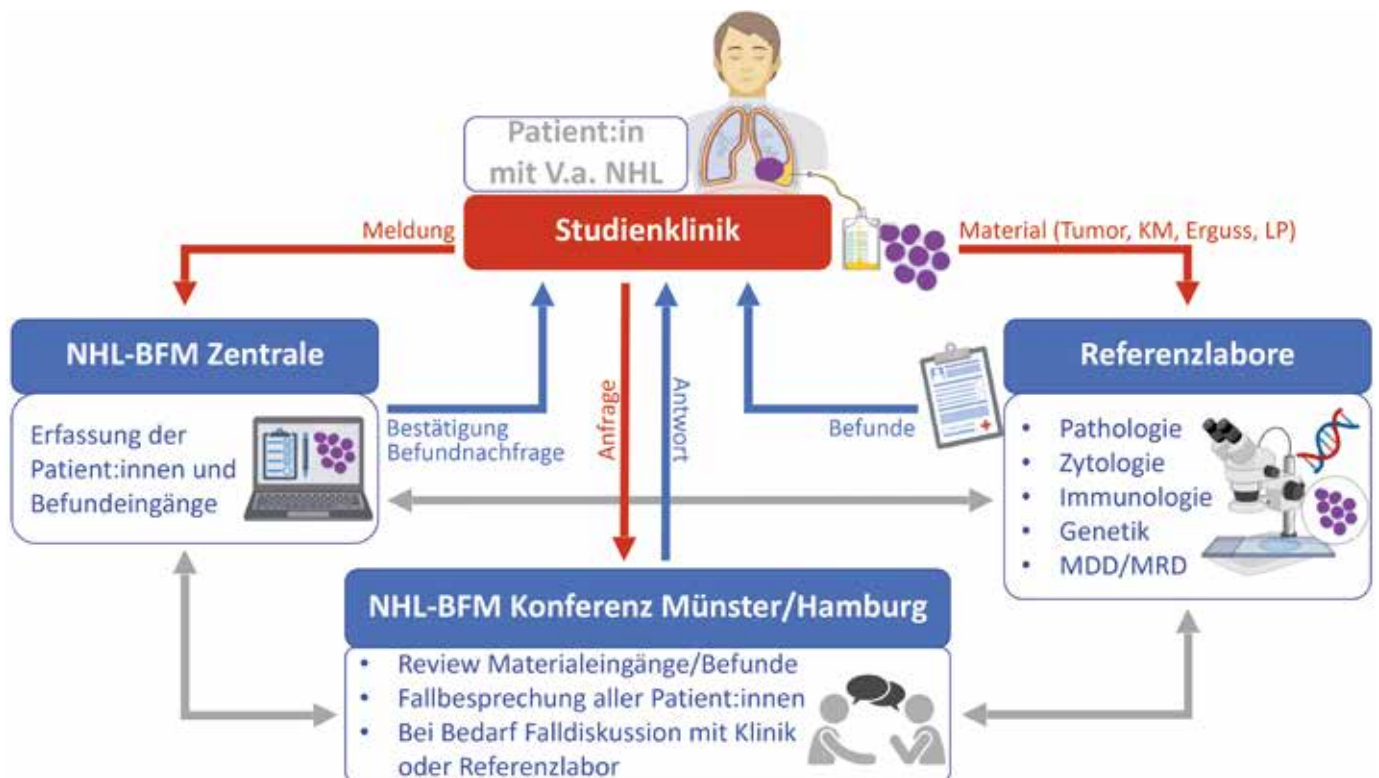 Patient:in
mit V.a. NHL
Studienklinik
Meldung
Material (Tumor, KM, Erguss, LP)
NHL-BFM Zentrale
Erfassung der
Patient:innen und
Befundeingänge
Bestätigung
Befundnachfrage
Anfrage
Antwort
Befunde
Referenzlabore
• Pathologie
• Zytologie
• Immunologie
• Genetik
• MDD/MRD
NHL-BFM Konferenz Münster/Hamburg
• Review Materialeingänge/Befunde
• Fallbesprechung aller Patient:innen
• Bei Bedarf Falldiskussion mit Klinik
oder Referenzlabor